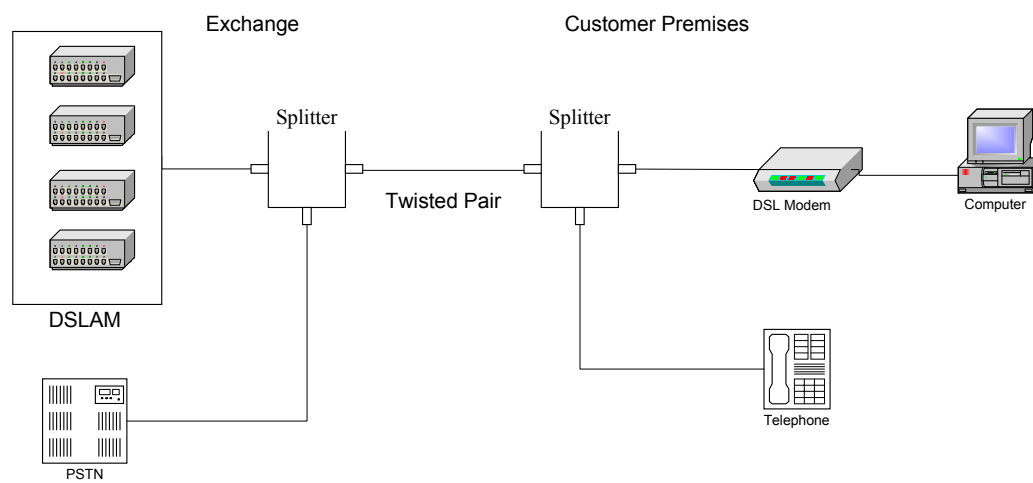 Exchange
Customer Premises
Splitter
Splitter
Twisted Pair
DSL Modem
Computer
DSLAM
Telephone
PSTN